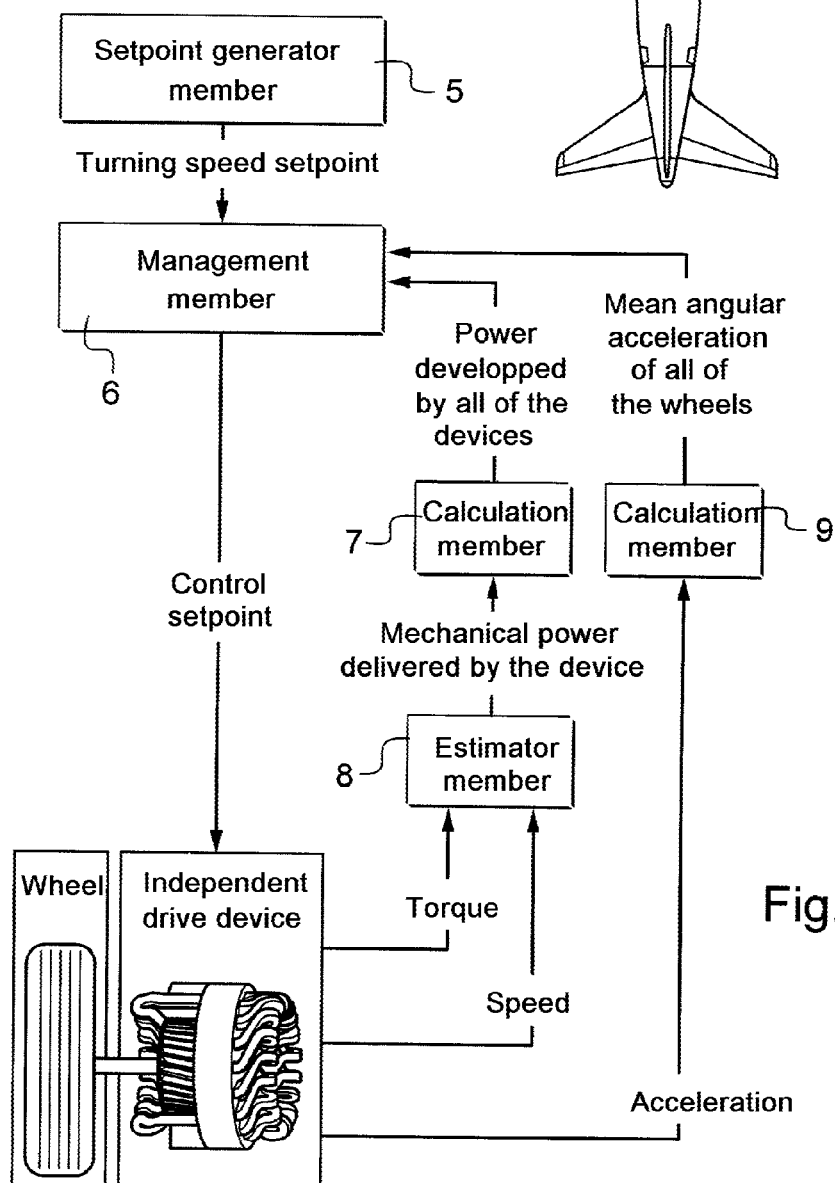 Setpoint generator
member
5
Turning speed setpoint
Management
member
6
Mean angular
acceleration
of all of
the wheels
Power
developped
by all of the
devices
7
Calculation
member
Calculation
member
9
Control
setpoint
Mechanical power
delivered by the device
8
Estimator
member
Wheel
Independent
drive device
Torque
Speed
Acceleration
Fig.